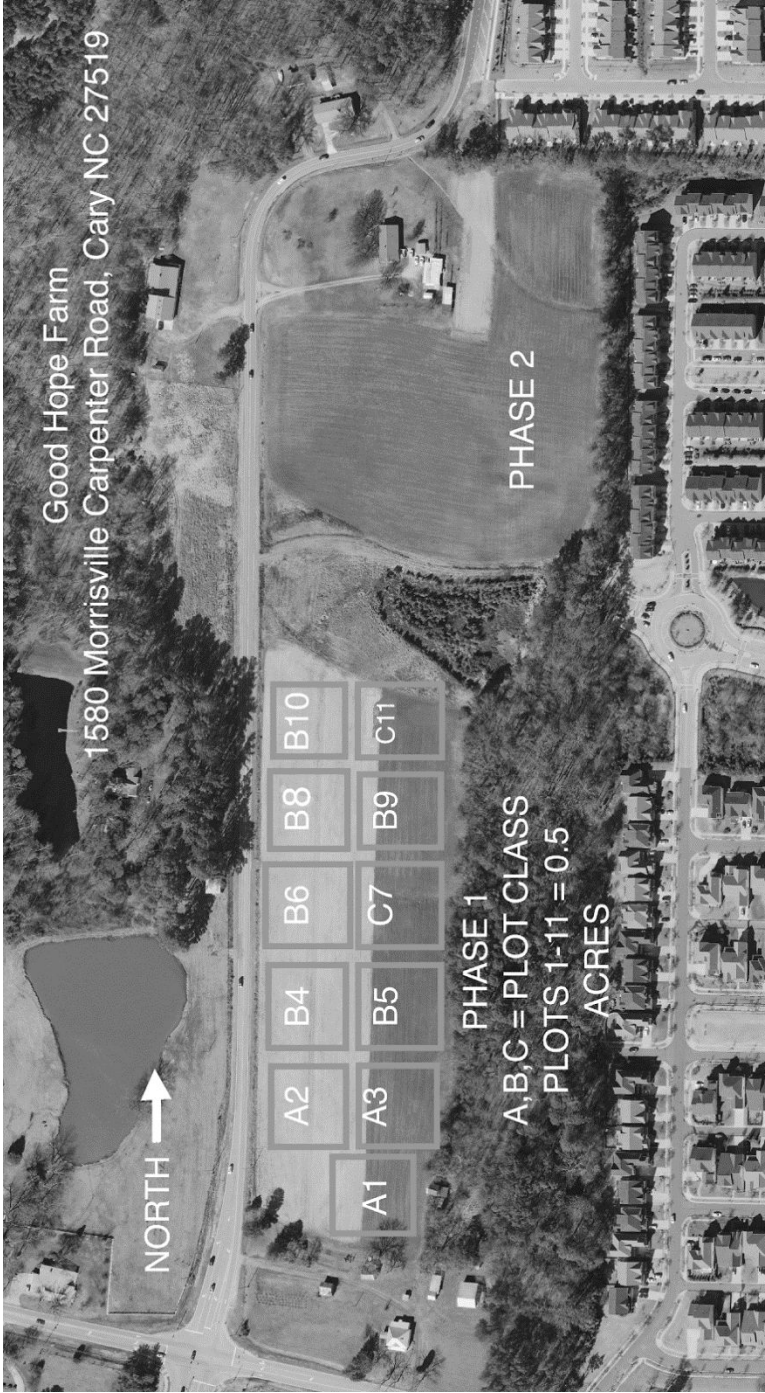 Good Hope Farm
1580 Morrisville Carpenter Road, Cary NC 27519
NORTH
PHASE 2
A1
A2
A3
B4
B5
B6
C7
B8
B9
B10
C11
PHASE 1
A,B,C = PLOT CLASS
PLOTS 1-11 = 0.5
ACRES